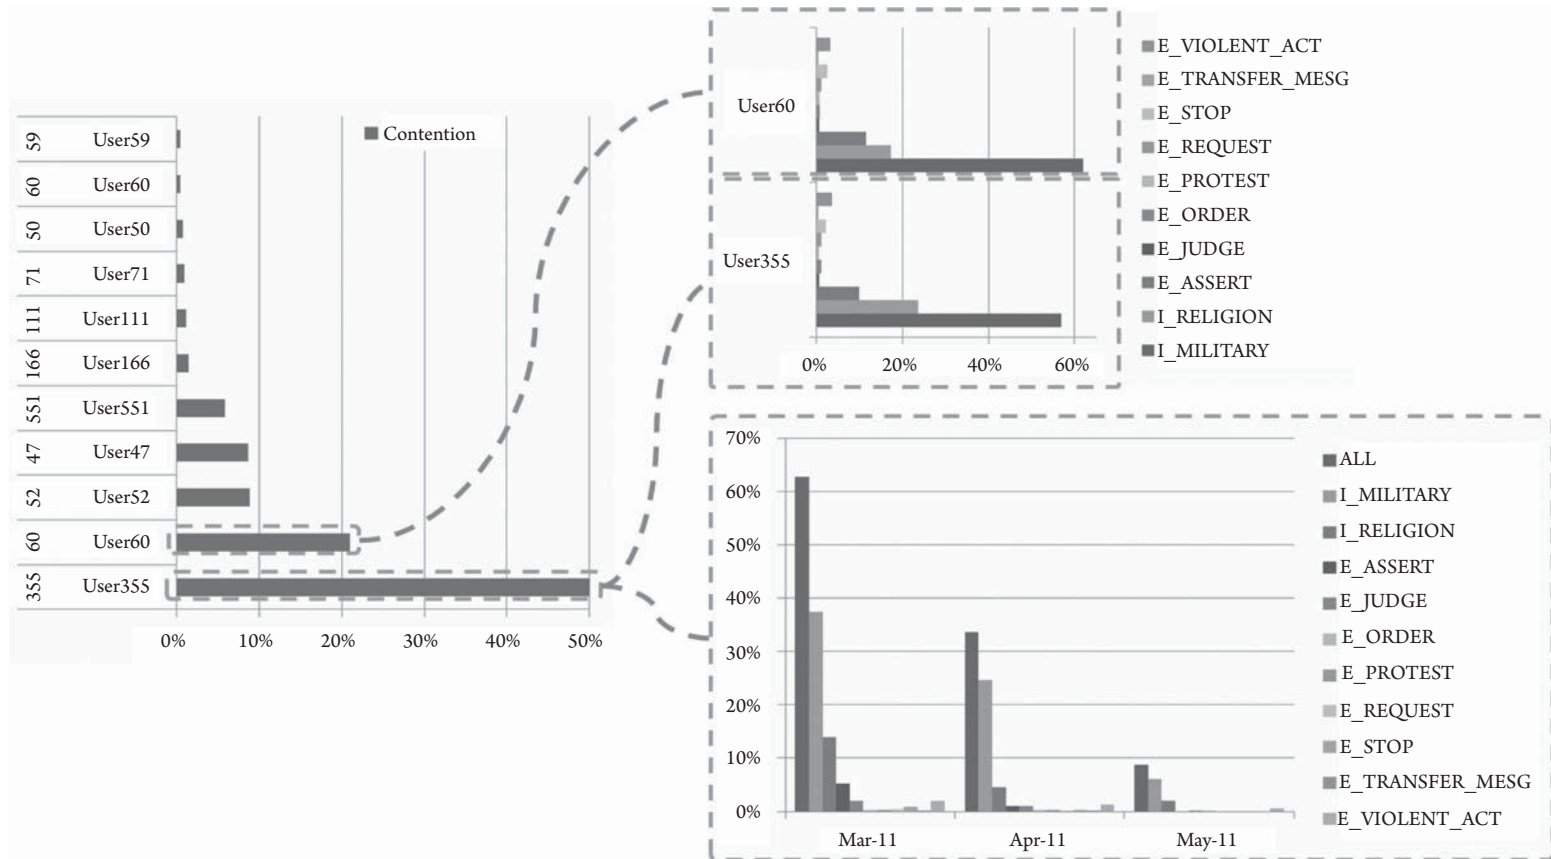 59 User59
60 User60
50 User50
71 User71
111 User111
166 User166
551 User551
47 User47
52 User52
60 User60
355 User355
0% 10% 20% 30% 40% 50%
Contention
User60
User355
0% 20% 40% 60%
E_VIOLENT_ACT
E_TRANSFER_MESG
E_STOP
E_REQUEST
E_PROTEST
E_ORDER
E_JUDGE
E_ASSERT
I_RELIGION
I_MILITARY
70%
60%
50%
40%
30%
20%
10%
0%
Mar-11 Apr-11 May-11
ALL
I_MILITARY
I_RELIGION
E_ASSERT
E_JUDGE
E_ORDER
E_PROTEST
E_REQUEST
E_STOP
E_TRANSFER_MESG
E_VIOLENT_ACT